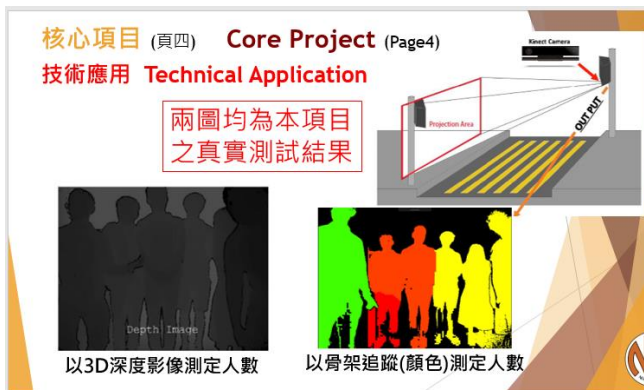 核心項目 (頁四) Core Project (Page4)
技術應用 Technical Application
兩圖均為本項目
之真實測試結果
Kinect Camera
Projection Area
OUT PUT
Depth Image
以3D深度影像測定人數
以骨架追蹤(顏色)測定人數